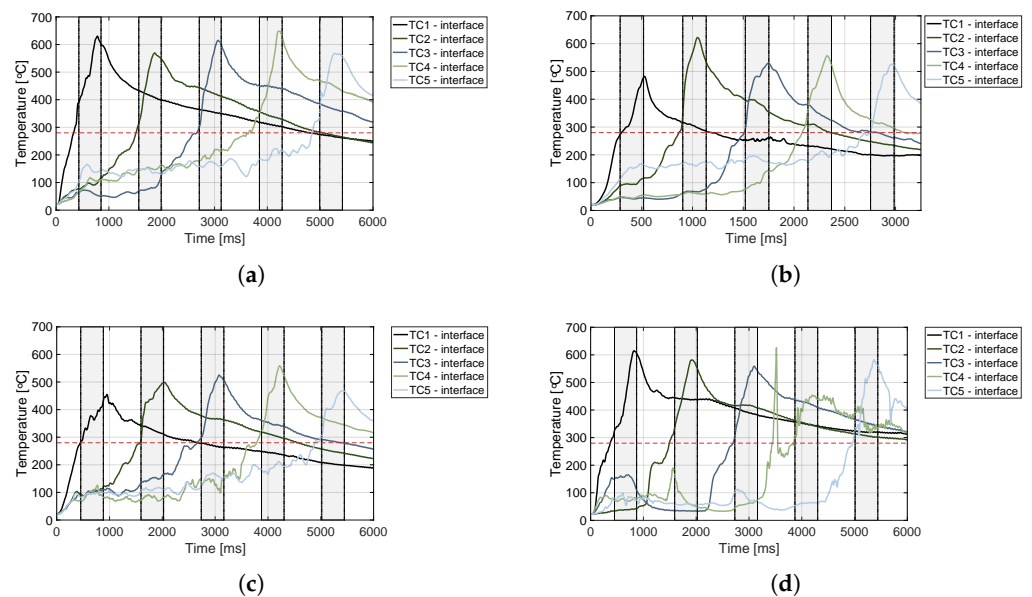 700
600
500
400
300
200
100
0
Temperature [°C]
0 1000 2000 3000 4000 5000 6000
Time [ms]
TC1 - interface
TC2 - interface
TC3 - interface
TC4 - interface
TC5 - interface
(a)
700
600
500
400
300
200
100
0
Temperature [°C]
0 500 1000 1500 2000 2500 3000
Time [ms]
TC1 - interface
TC2 - interface
TC3 - interface
TC4 - interface
TC5 - interface
(b)
700
600
500
400
300
200
100
0
Temperature [°C]
0 1000 2000 3000 4000 5000 6000
Time [ms]
TC1 - interface
TC2 - interface
TC3 - interface
TC4 - interface
TC5 - interface
(c)
700
600
500
400
300
200
100
0
Temperature [°C]
0 1000 2000 3000 4000 5000 6000
Time [ms]
TC1 - interface
TC2 - interface
TC3 - interface
TC4 - interface
TC5 - interface
(d)